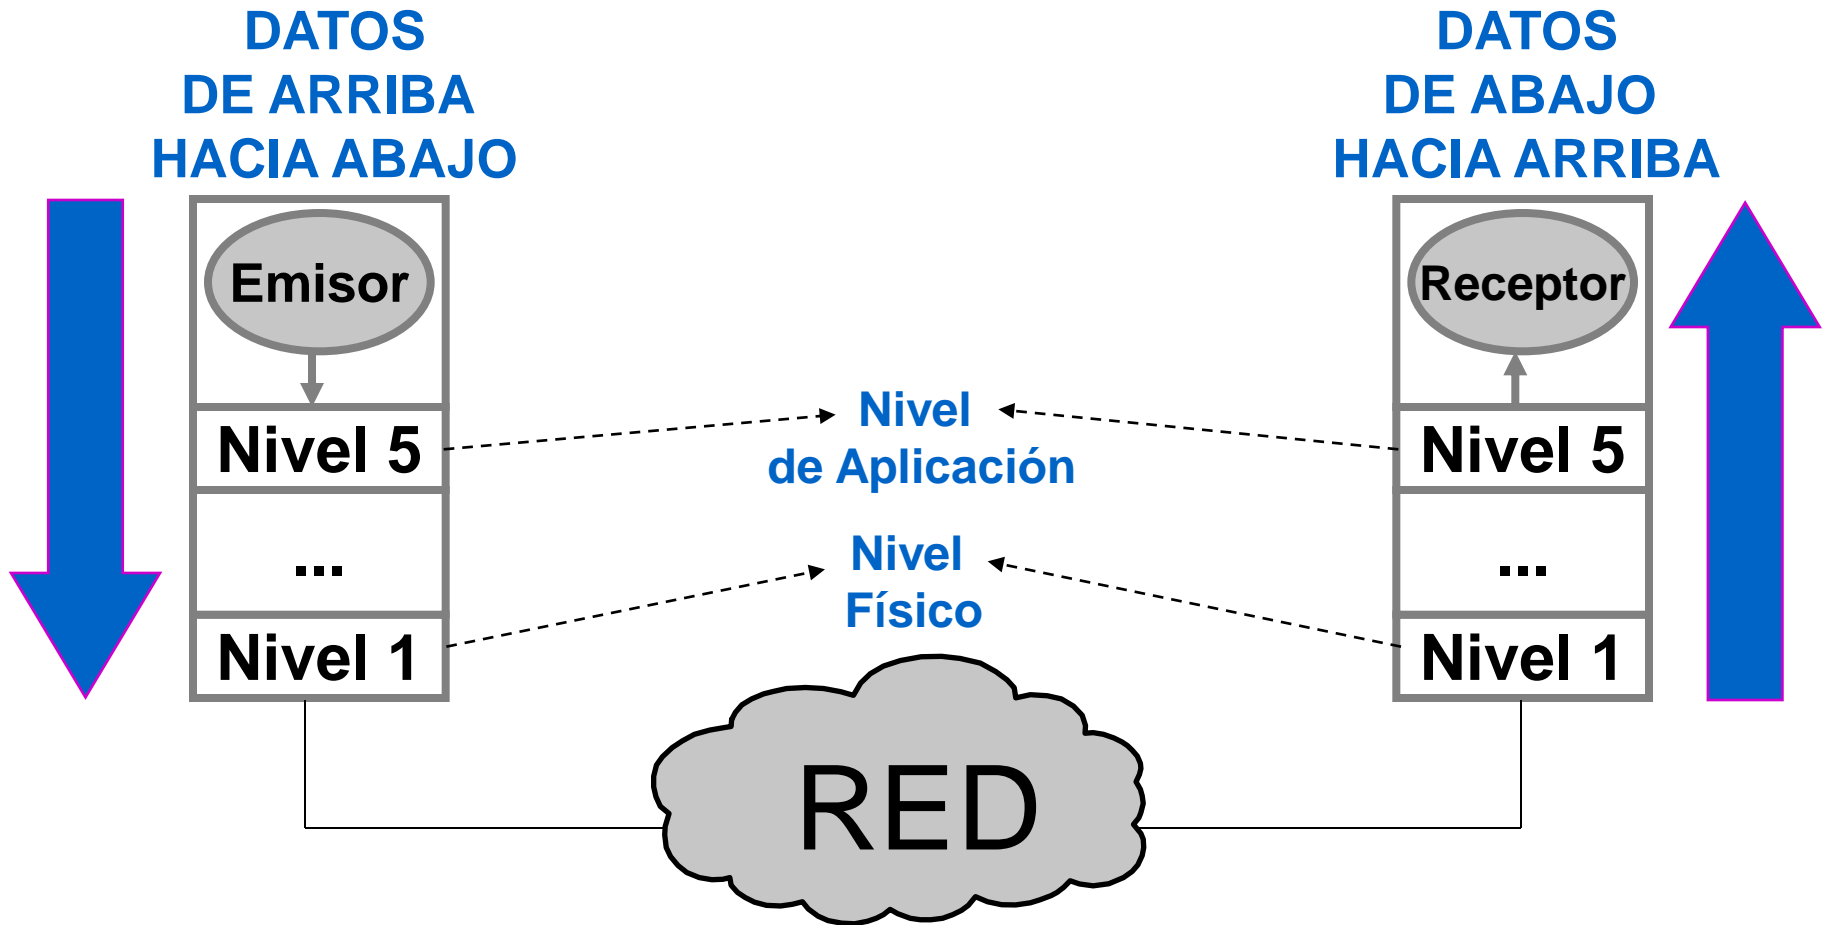 DATOS
DE ARRIBA
HACIA ABAJO
DATOS
DE ABAJO
HACIA ARRIBA
Emisor
Receptor
Nivel 5
Nivel
de Aplicación
Nivel 5
...
Nivel
Físico
...
Nivel 1
Nivel 1
RED